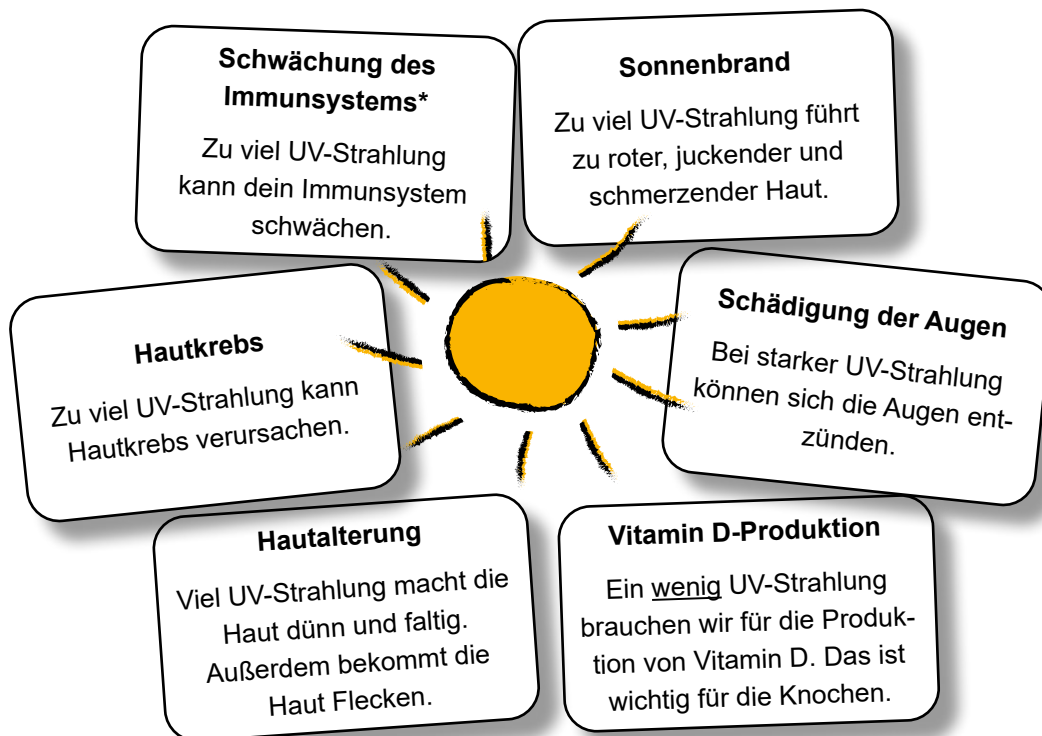 Schwächung des
Immunsystems*
Zu viel UV-Strahlung
kann dein Immunsystem
schwächen.
Sonnenbrand
Zu viel UV-Strahlung führt
zu roter, juckender und
schmerzender Haut.
Hautkrebs
Zu viel UV-Strahlung kann
Hautkrebs verursachen.
Schädigung der Augen
Bei starker UV-Strahlung
können sich die Augen ent-
zünden.
Hautalterung
Viel UV-Strahlung macht die
Haut dünn und faltig.
Außerdem bekommt die
Haut Flecken.
Vitamin D-Produktion
Ein wenig UV-Strahlung
brauchen wir für die Produk-
tion von Vitamin D. Das ist
wichtig für die Knochen.